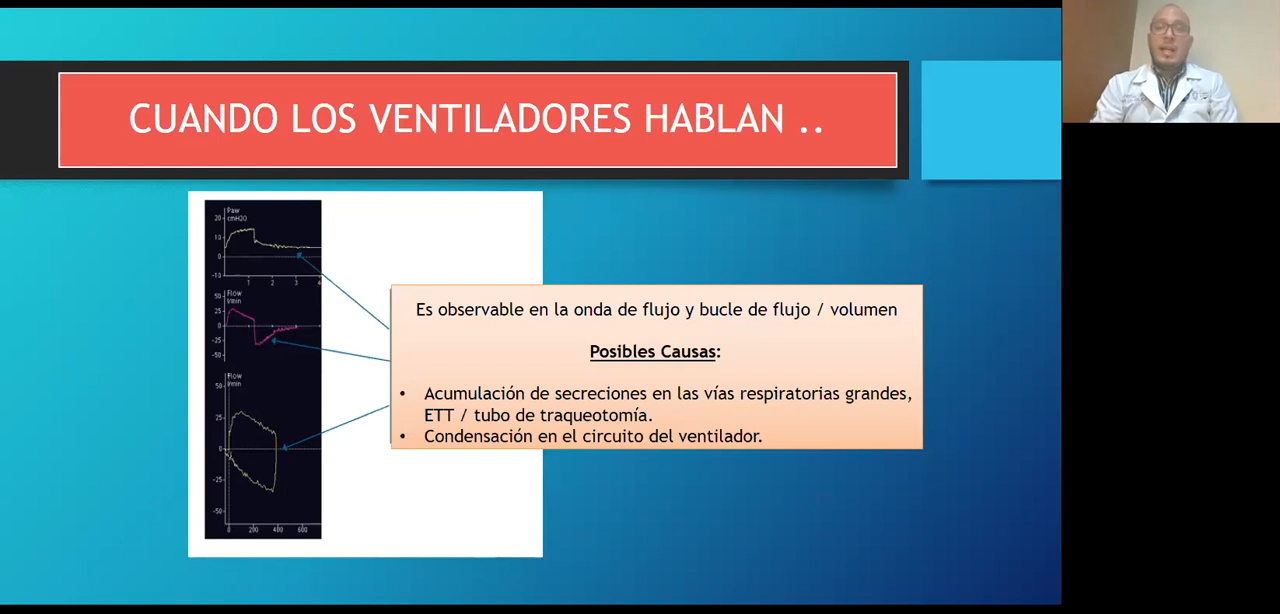 CUANDO LOS VENTILADORES HABLAN ..
Paw
cmH2O
20
10
0
-10
1 2 3 4
Flow
l/min
50
25
0
-25
-50
Flow
l/min
50
25
0
-25
-50
0 200 400 600
Es observable en la onda de flujo y bucle de flujo / volumen
Posibles Causas:
• Acumulación de secreciones en las vías respiratorias grandes,
ETT / tubo de traqueotomía.
• Condensación en el circuito del ventilador.